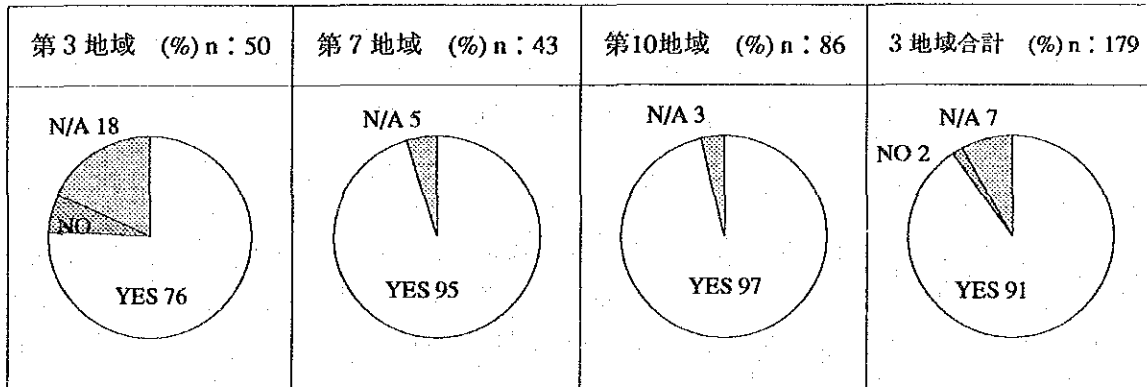 第3地域 (%) n：50
N/A 18
NO
YES 76
第7地域 (%) n：43
N/A 5
YES 95
第10地域 (%) n：86
N/A 3
YES 97
3地域合計 (%) n：179
N/A 7
NO 2
YES 91